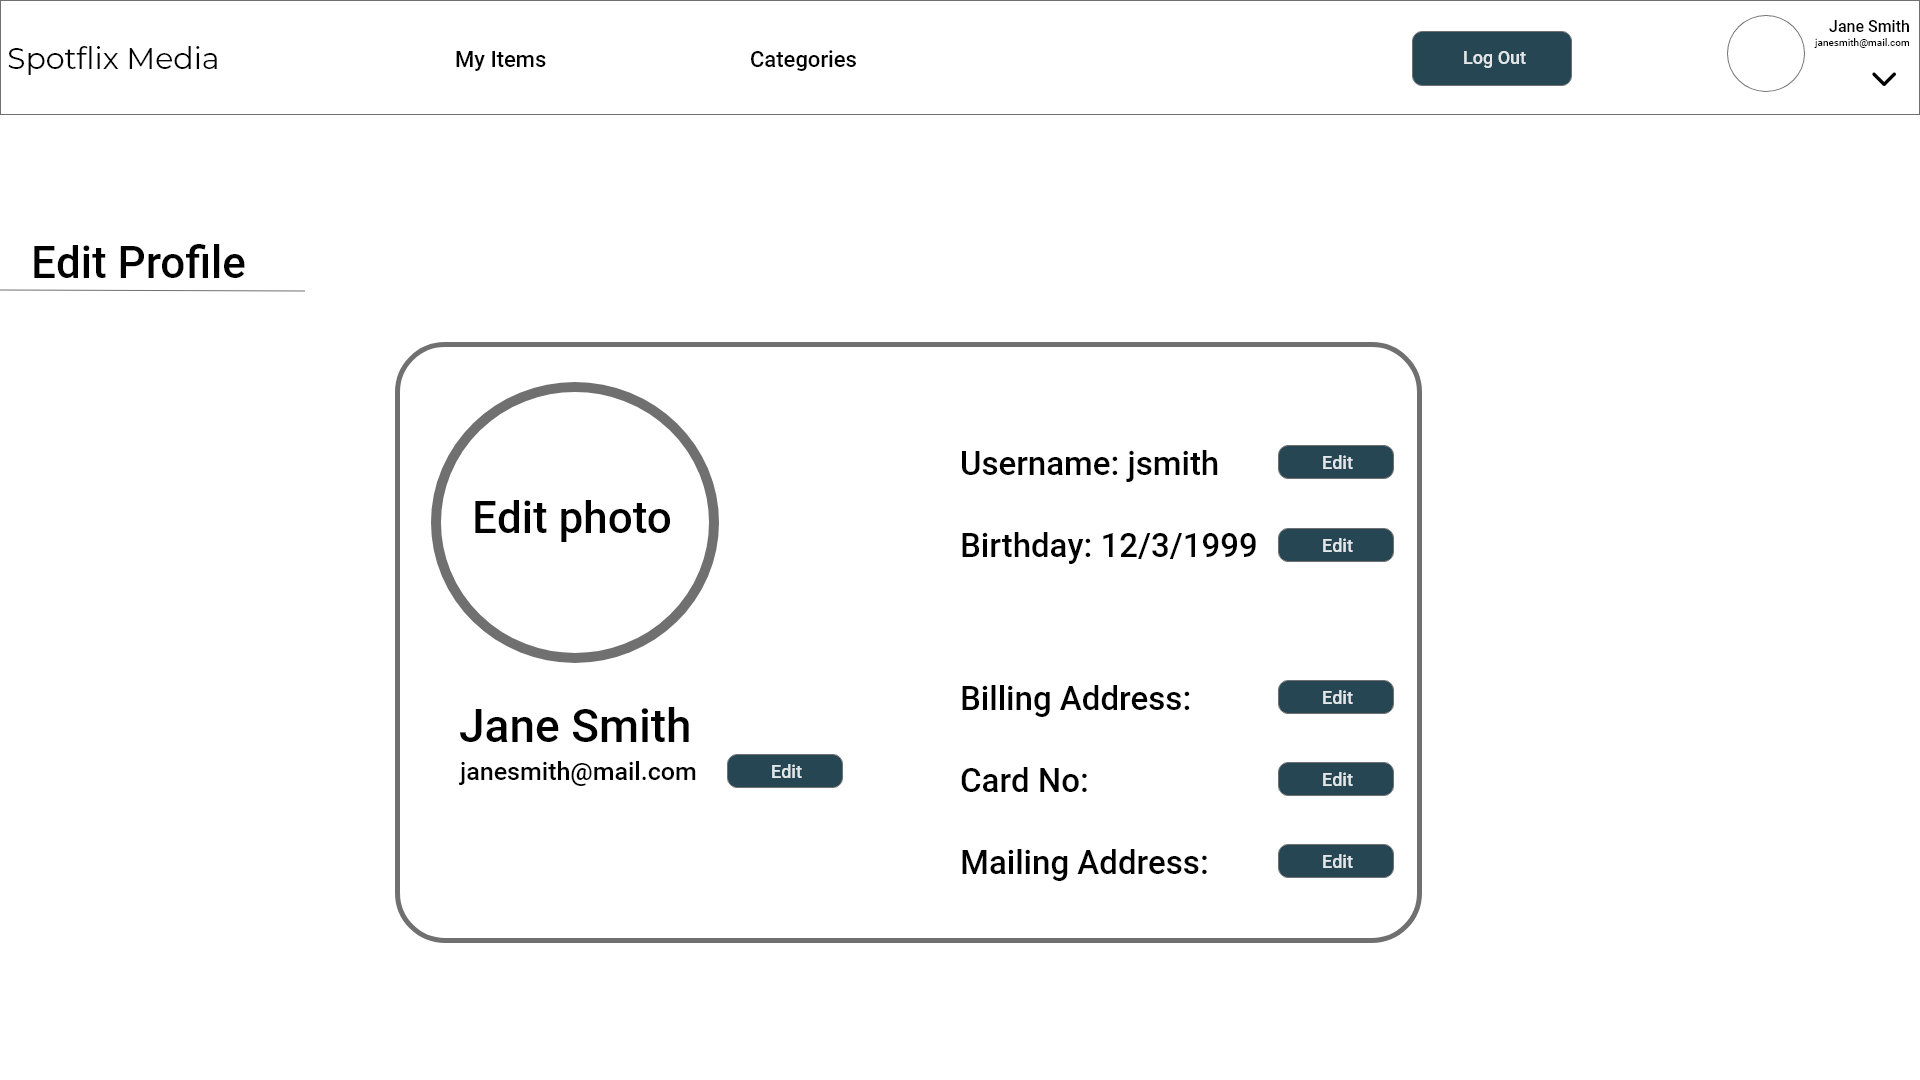 Spotflix Media
My Items
Categories
Log Out
Jane Smith
janesmith@mail.com
Edit Profile
Edit photo
Jane Smith
janesmith@mail.com
Edit
Username: jsmith
Edit
Birthday: 12/3/1999
Edit
Billing Address:
Edit
Card No:
Edit
Mailing Address:
Edit